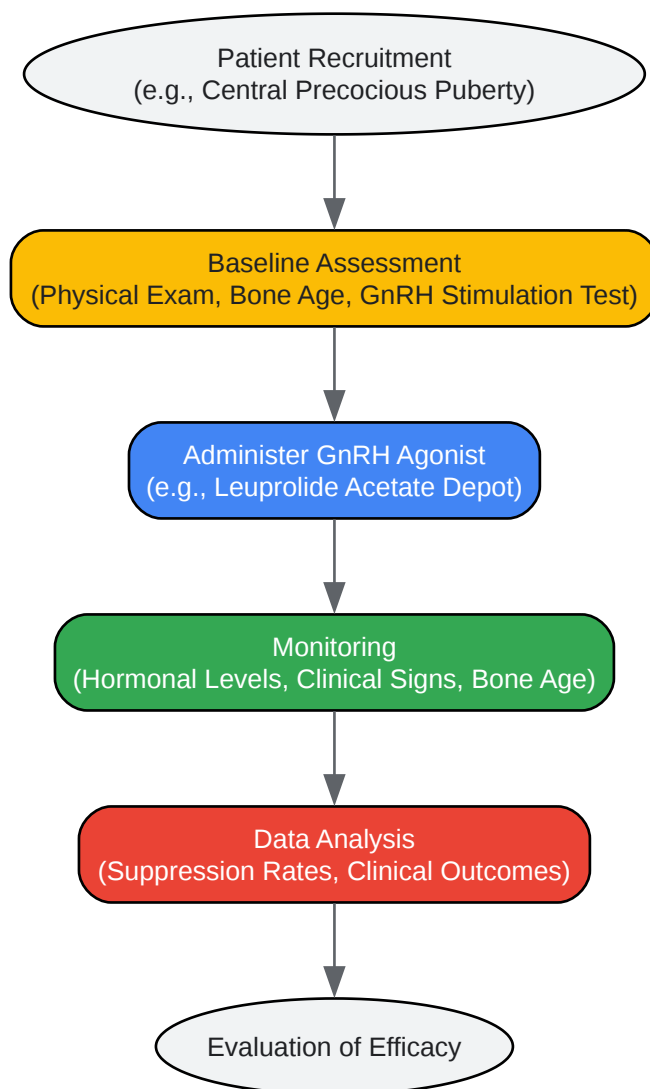 Patient Recruitment
(e.g., Central Precocious Puberty)
Baseline Assessment
(Physical Exam, Bone Age, GnRH Stimulation Test)
Administer GnRH Agonist
(e.g., Leuprolide Acetate Depot)
Monitoring
(Hormonal Levels, Clinical Signs, Bone Age)
Data Analysis
(Suppression Rates, Clinical Outcomes)
Evaluation of Efficacy